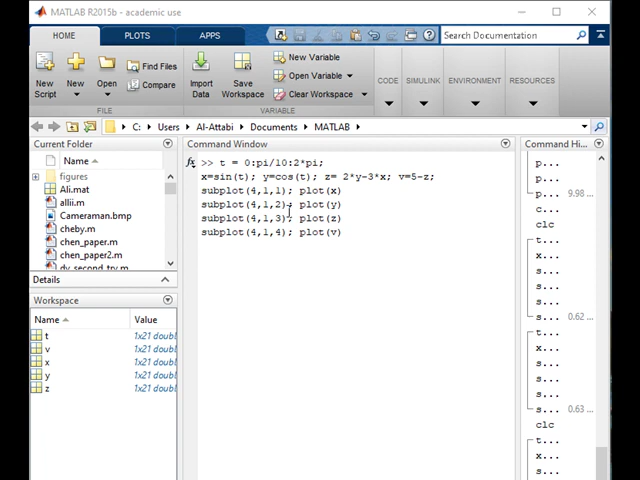 MATLAB R2015b - academic use
HOME PLOTS APPS
Search Documentation
New Script
New
Open
Find Files
Compare
Import Data
Save Workspace
New Variable
Open Variable
Clear Workspace
CODE
SIMULINK
ENVIRONMENT
RESOURCES
FILE
VARIABLE
C: Users Al-Attabi Documents MATLAB
Current Folder
Name
figures
Ali.mat
allii.m
Cameraman.bmp
cheby.m
chen_paper.m
chen_paper2.m
dv_second_try.m
Details
Workspace
Name Value
t 1x21 doubl
v 1x21 doubl
x 1x21 doubl
y 1x21 doubl
z 1x21 doubl
Command Window
fx >> t = 0:pi/10:2*pi;
x=sin(t); y=cos(t); z= 2*y-3*x; v=5-z;
subplot(4,1,1); plot(x)
subplot(4,1,2); plot(y)
subplot(4,1,3); plot(z)
subplot(4,1,4); plot(v)
Command Hi...
p...
p...
p... 9.98 ...
c...
clc
t...
x...
s...
s...
s...
s... 0.62 ...
t...
x...
s...
s...
s...
s... 0.63 ...
clc
t...
x...
s...